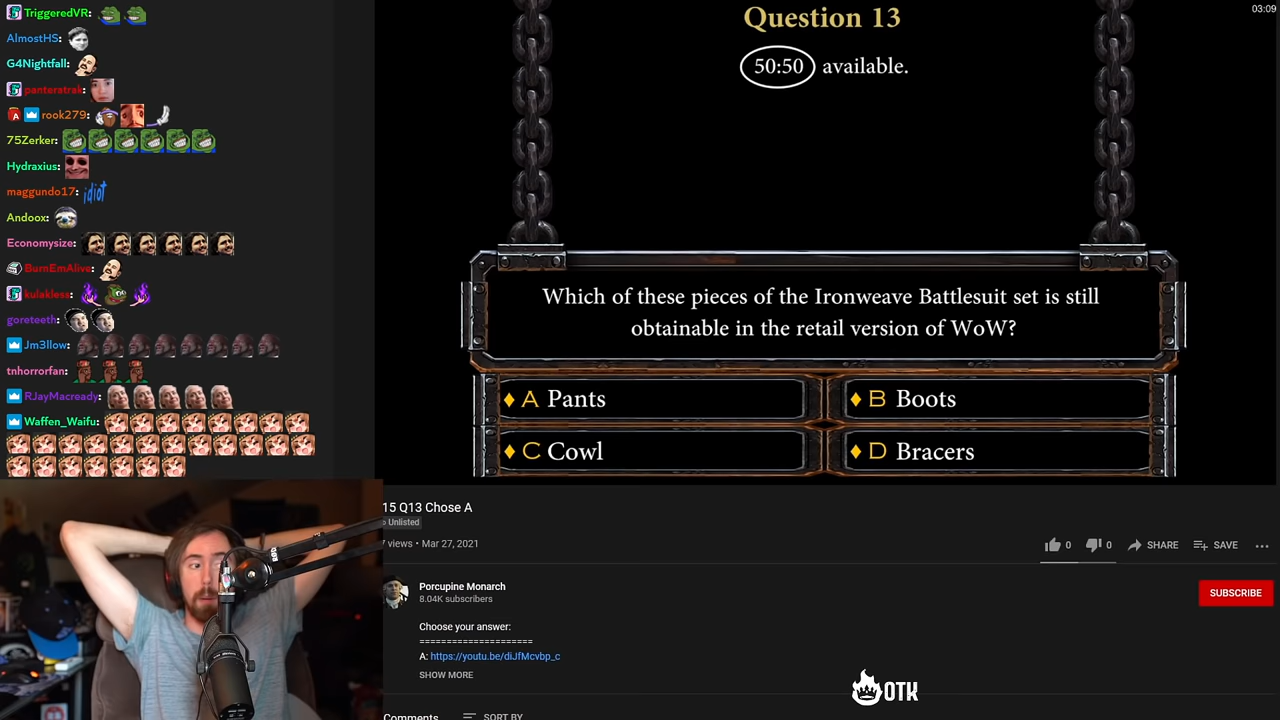 TriggeredVR:
AlmostHS:
G4Nightfall:
panteratrak:
rook279:
75Zerker:
Hydraxius:
maggundo17: idiot
Andoox:
Economysize:
BurnEmAlive:
kulakless:
goreteeth:
Jm3llow:
tnhorrorfan:
RJayMacready:
Waffen_Waifu:
03:09
Question 13
50:50 available.
Which of these pieces of the Ironweave Battlesuit set is still
obtainable in the retail version of WoW?
A Pants
B Boots
C Cowl
D Bracers
15 Q13 Chose A
Unlisted
7 views • Mar 27, 2021
0
0
SHARE
SAVE
Porcupine Monarch
8.04K subscribers
SUBSCRIBE
Choose your answer:
=====================
A: https://youtu.be/diJfMcvbp_c
SHOW MORE
OTK
Comments
SORT BY